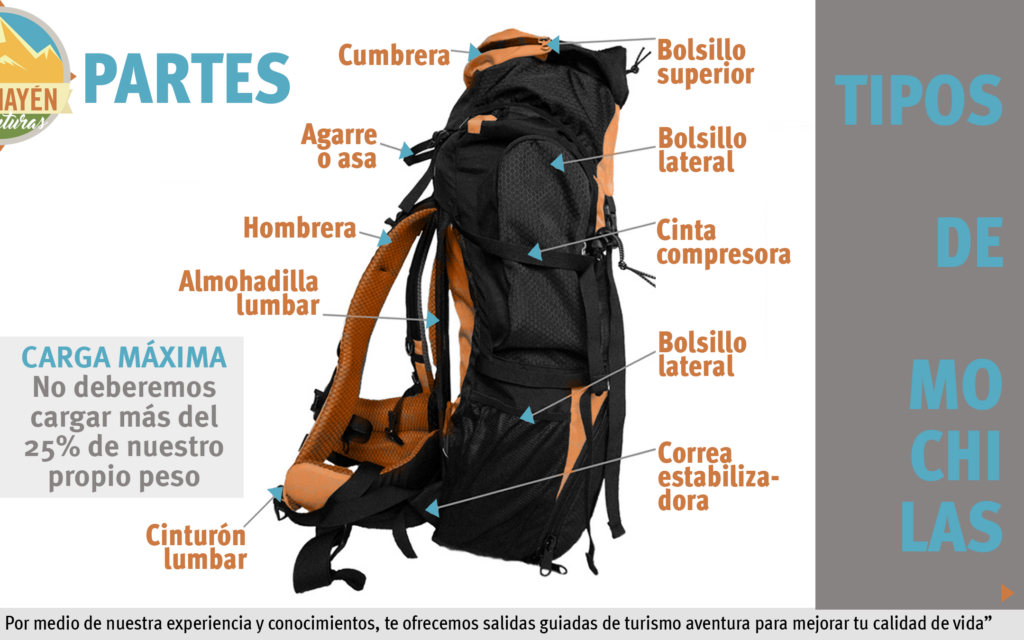 PARTES
Cumbrera
Bolsillo
superior
Agarre
o asa
Bolsillo
lateral
Hombrera
Cinta
compresora
Almohadilla
lumbar
Bolsillo
lateral
CARGA MÁXIMA
No deberemos
cargar más del
25% de nuestro
propio peso
Correa
estabiliza-
dora
Cinturón
lumbar
TIPOS
DE
MO
CHI
LAS
Por medio de nuestra experiencia y conocimientos, te ofrecemos salidas guiadas de turismo aventura para mejorar tu calidad de vida”